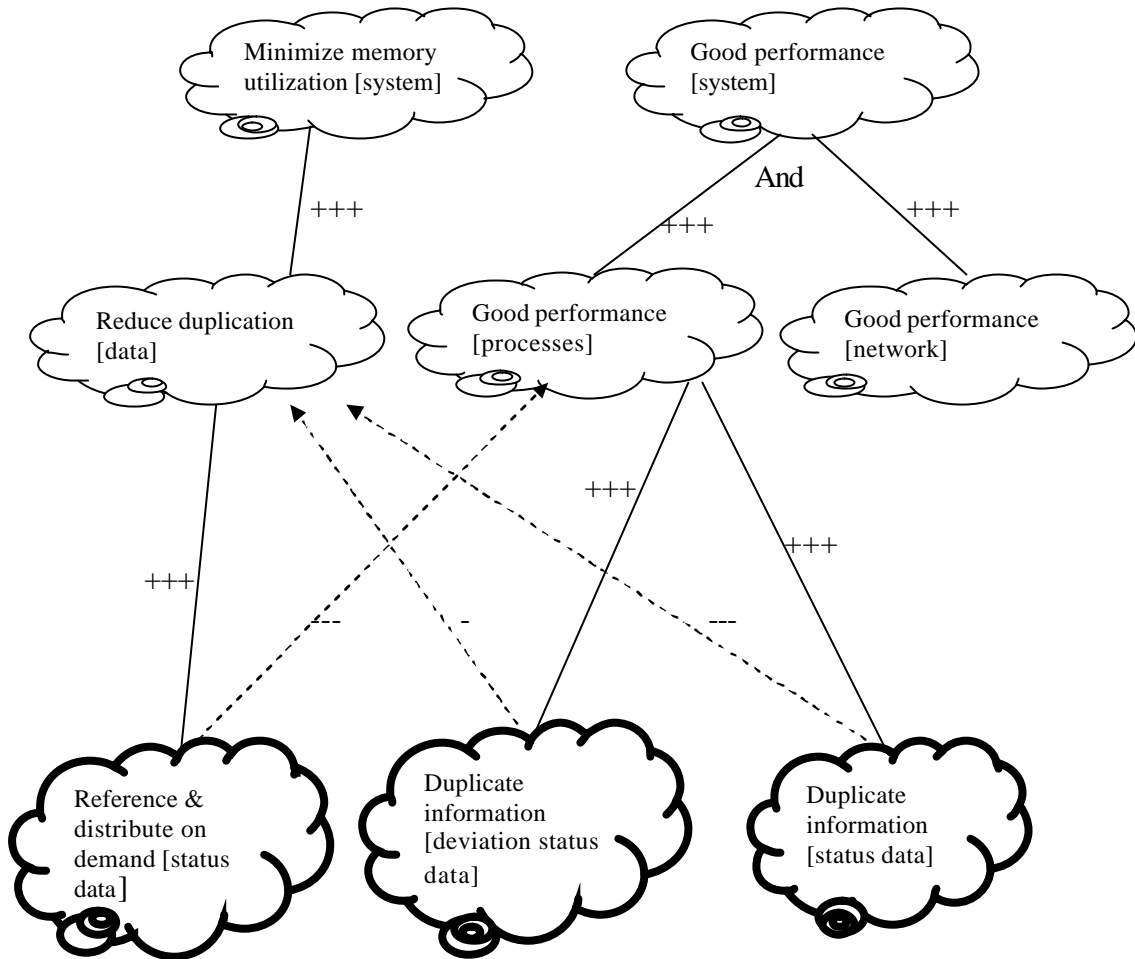 Minimize memory
utilization [system]
Good performance
[system]
And
+++
+++
+++
Reduce duplication
[data]
Good performance
[processes]
Good performance
[network]
+++
+++
+++
---
-
---
Reference &
distribute on
demand [status
data]
Duplicate
information
[deviation status
data]
Duplicate
information
[status data]